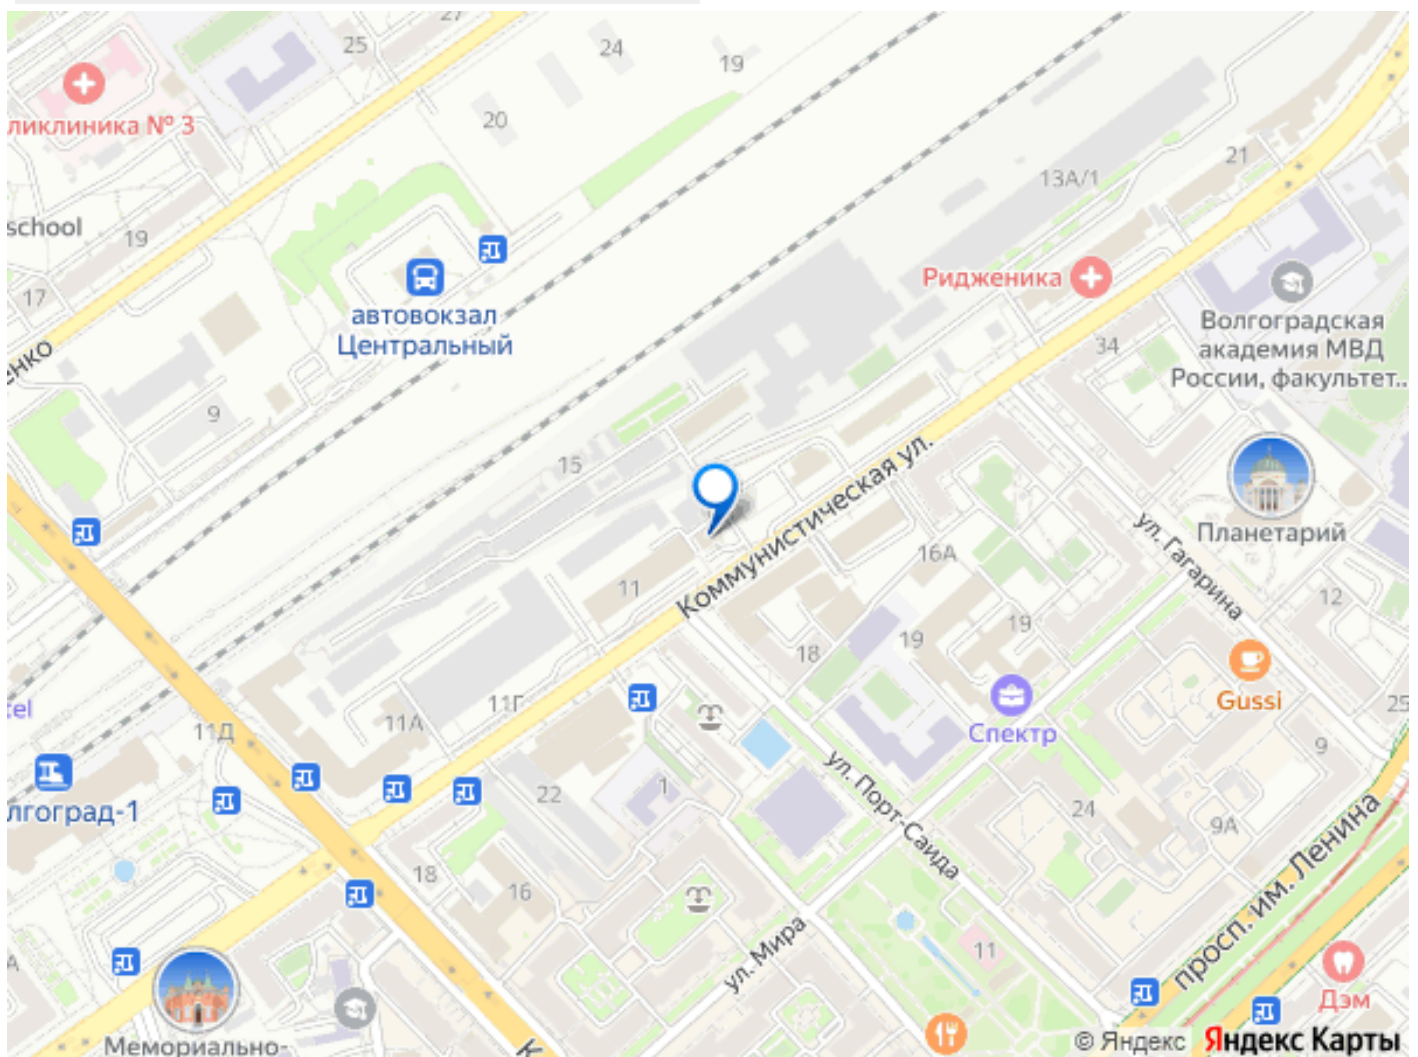 27
25
24
19
20
ликлиника № 3
21
13А/1
school
19
17
автовокзал
Центральный
Ридженика
Волгоградская
академия МВД
России, факультет..
34
енко
9
15
Коммунистическая ул.
Планетарий
ул. Гагарина
16А
11
12
19
19
18
Gussi
Спектр
25
11Г
11А
11Д
tel
лгоград-1
9
ул. Порт-Саида
22
1
24
9А
просп. им. Ленина
18
16
ул. Мира
11
Дэм
К
Мемориально-
© Яндекс Яндекс Карты